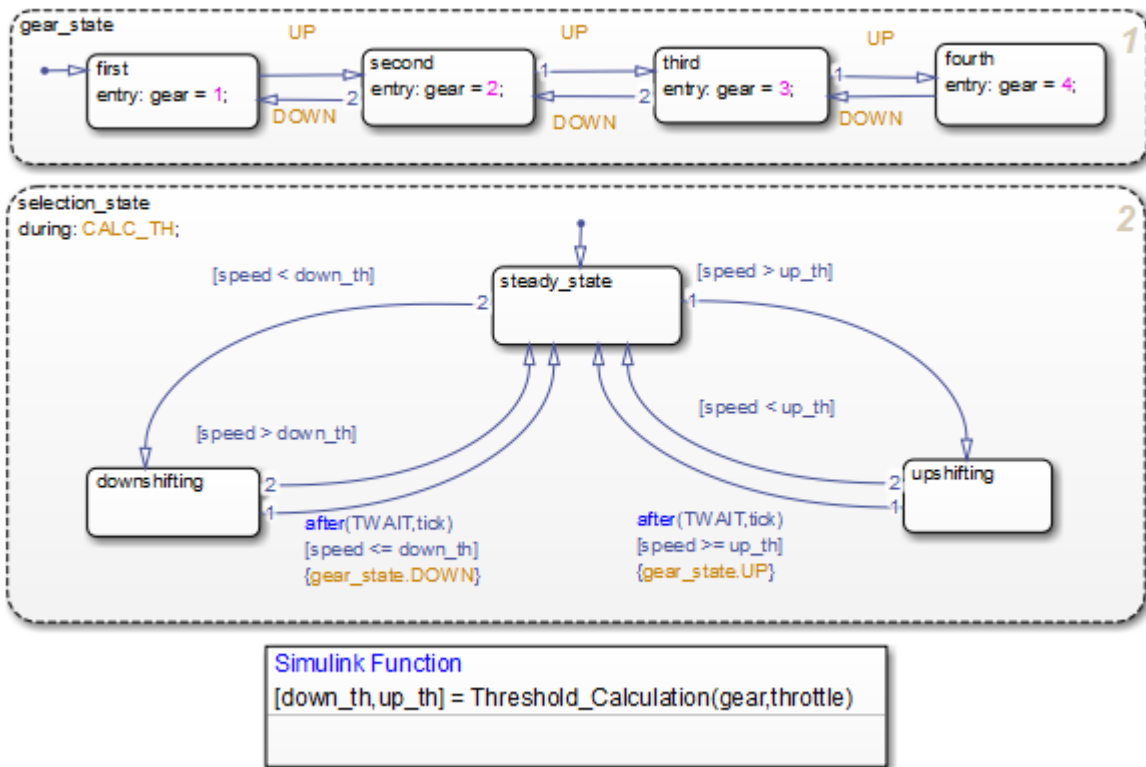 gear_state
1
UP
UP
UP
first
entry: gear = 1;
second
entry: gear = 2;
third
entry: gear = 3;
fourth
entry: gear = 4;
1
2
1
2
1
DOWN
DOWN
DOWN
selection_state
during: CALC_TH;
2
[speed < down_th]
steady_state
[speed > up_th]
2
1
[speed > down_th]
[speed < up_th]
downshifting
2
1
upshifting
2
1
after(TWAIT,tick)
[speed <= down_th]
{gear_state.DOWN}
after(TWAIT,tick)
[speed >= up_th]
{gear_state.UP}
Simulink Function
[down_th,up_th] = Threshold_Calculation(gear,throttle)